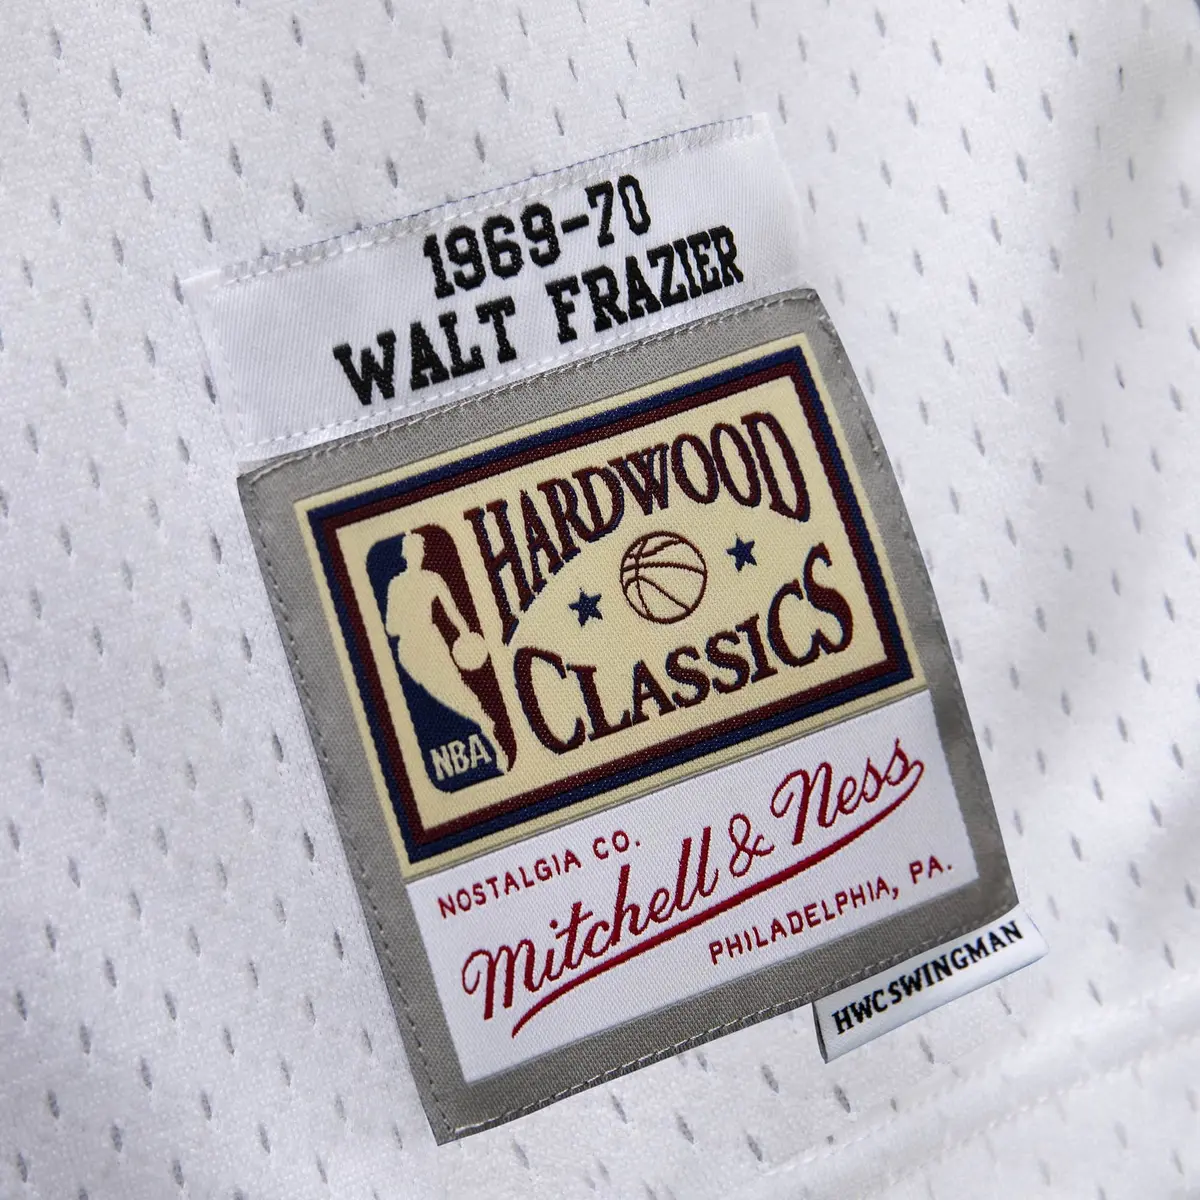 1969-70
WALT FRAZIER
HARDWOOD
CLASSICS
NBA
NOSTALGIA CO.
Mitchell & Ness
PHILADELPHIA, PA.
HWC SWINGMAN